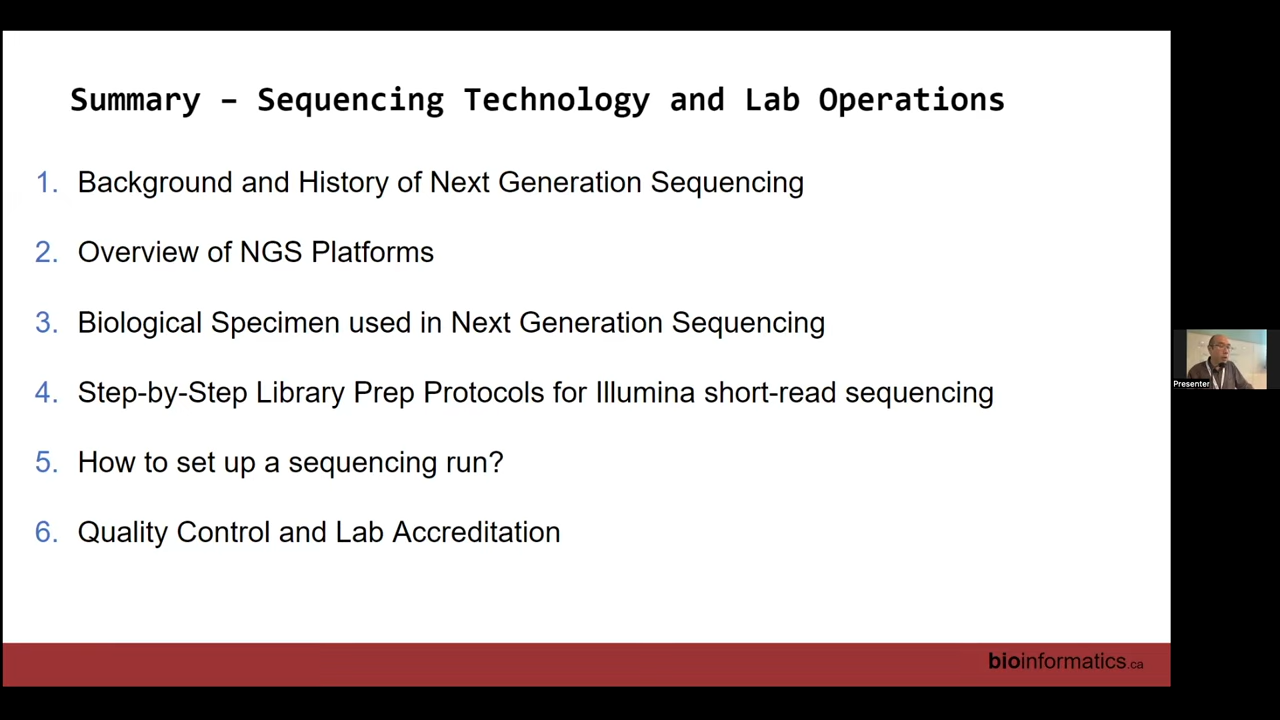 Summary – Sequencing Technology and Lab Operations
1. Background and History of Next Generation Sequencing
2. Overview of NGS Platforms
3. Biological Specimen used in Next Generation Sequencing
4. Step-by-Step Library Prep Protocols for Illumina short-read sequencing
Presenter
5. How to set up a sequencing run?
6. Quality Control and Lab Accreditation
bioinformatics.ca